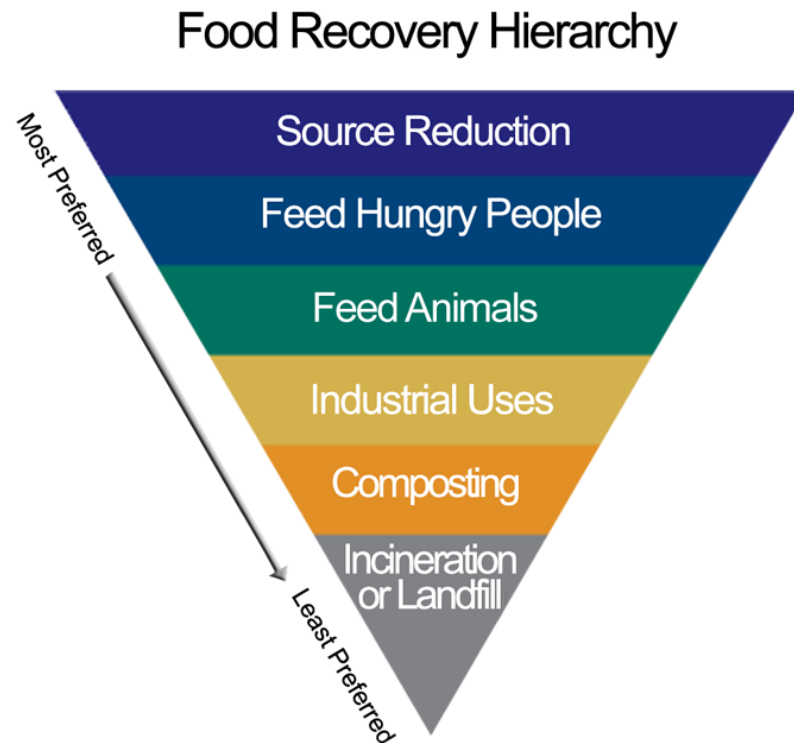 Food Recovery Hierarchy
Most Preferred
Source Reduction
Feed Hungry People
Feed Animals
Industrial Uses
Composting
Incineration
or Landfill
Least Preferred